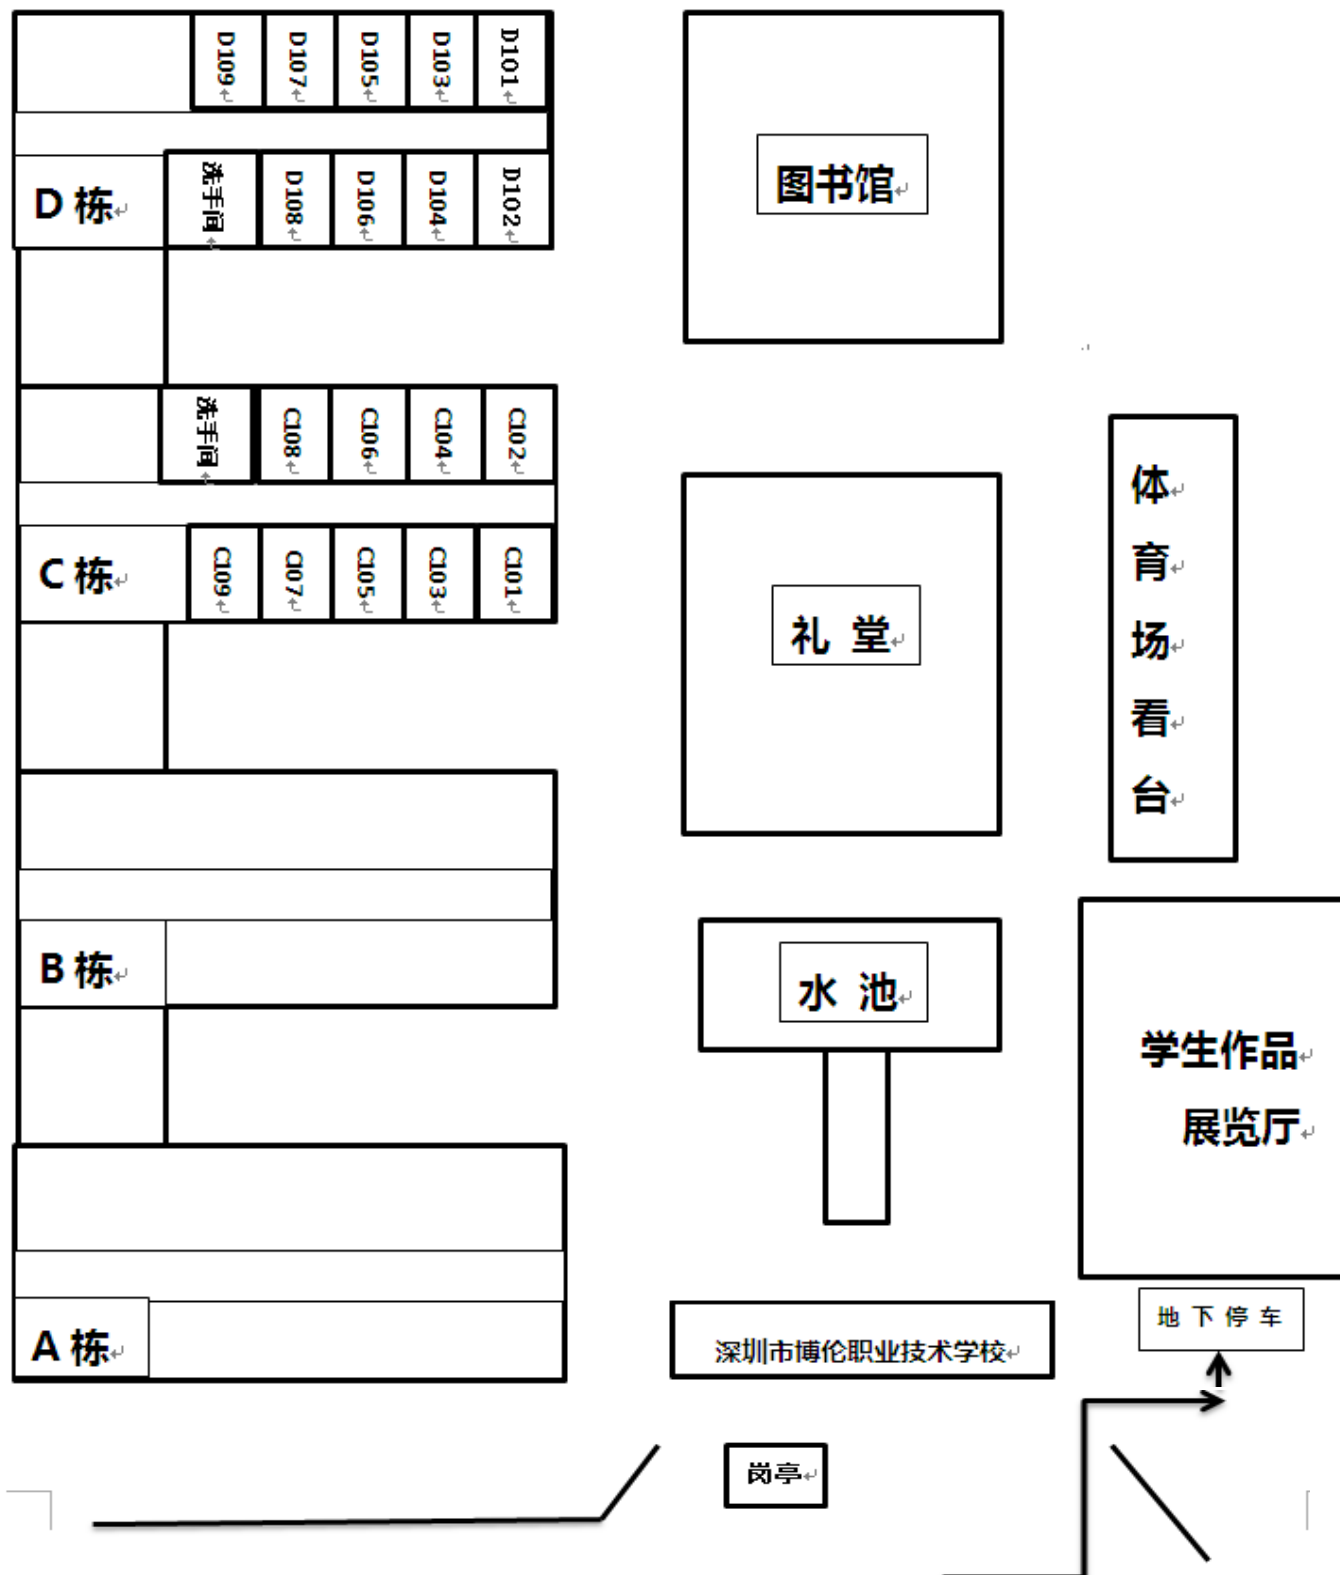 D109 D107 D105 D103 D101
D栋 洗手间 D108 D106 D104 D102
图书馆
洗手间 C108 C106 C104 C102
C栋 C109 C107 C105 C103 C101
礼 堂
体
育
场
看
台
B栋
水 池
学生作品
展览厅
A栋
深圳市博伦职业技术学校
地 下 停 车
岗亭